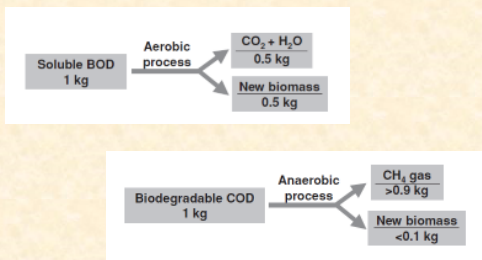 Soluble BOD
1 kg
Aerobic
process
CO₂ + H₂O
0.5 kg
New biomass
0.5 kg
Biodegradable COD
1 kg
Anaerobic
process
CH₄ gas
>0.9 kg
New biomass
<0.1 kg